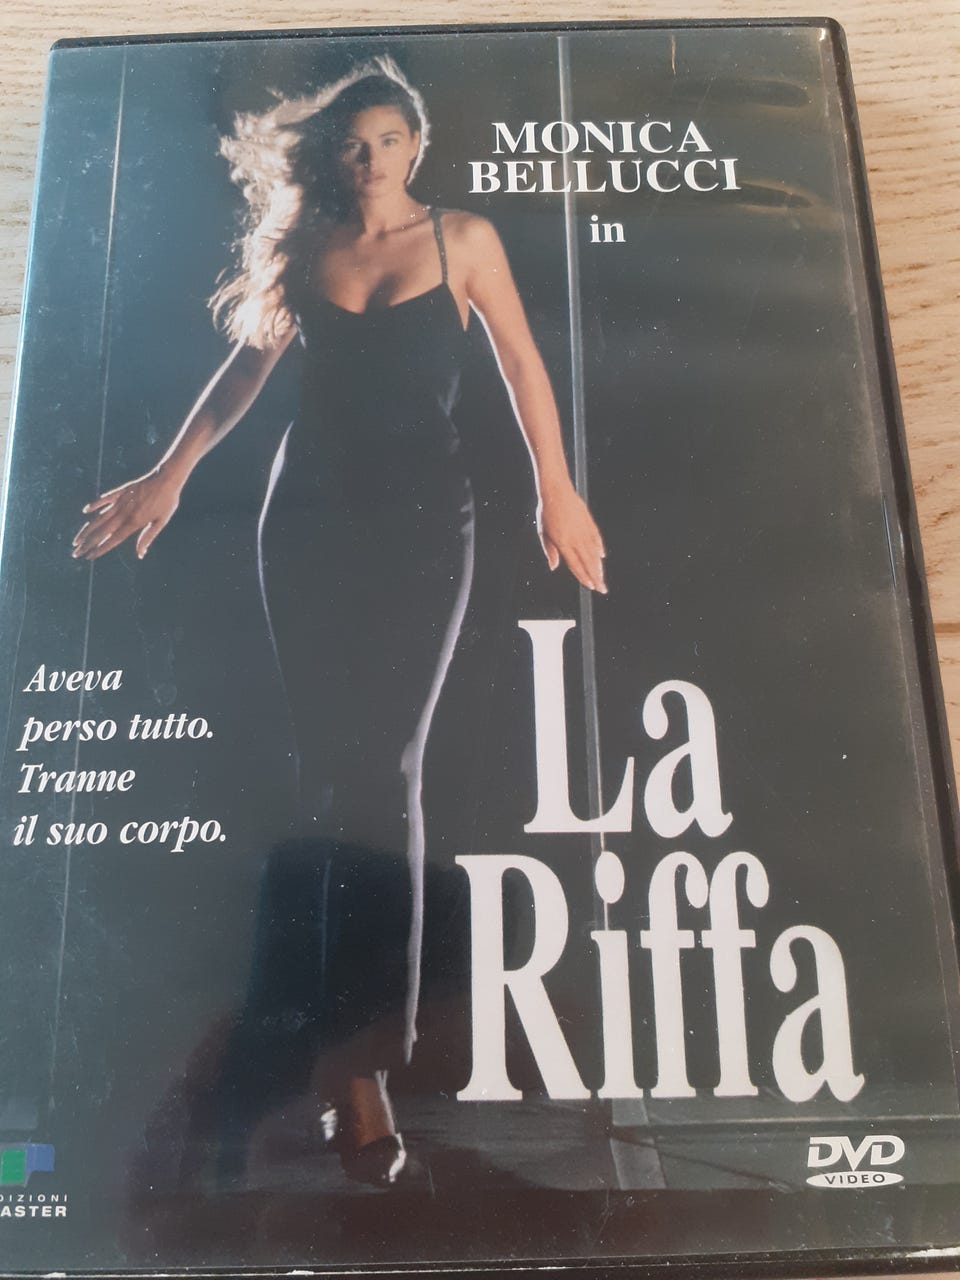 MONICA
BELLUCCI
in
Aveva
perso tutto.
Tranne
il suo corpo.
La
Riffa
DVD
VIDEO